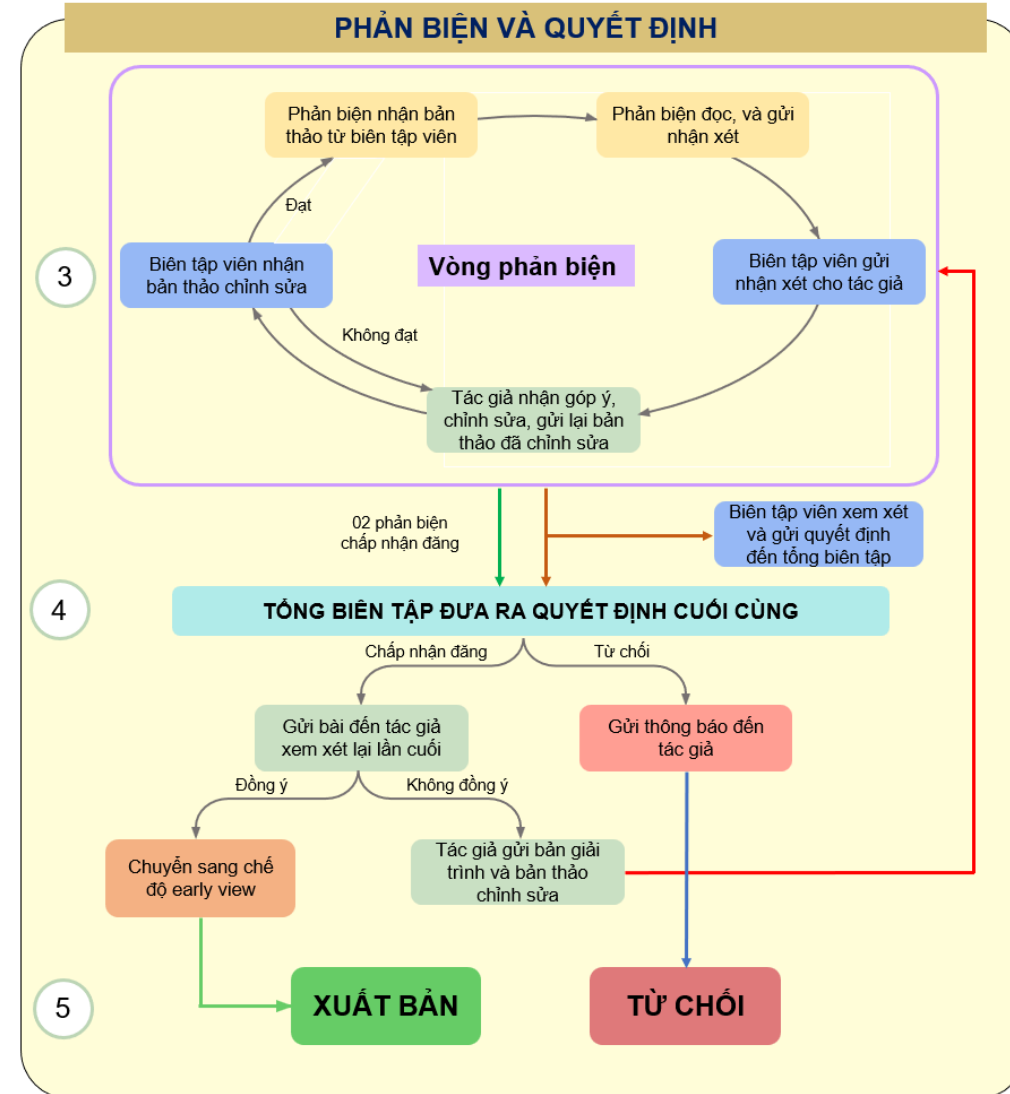 PHẢN BIỆN VÀ QUYẾT ĐỊNH
Phản biện nhận bản
thảo từ biên tập viên
Phản biện đọc, và gửi
nhận xét
Đạt
3
Biên tập viên nhận
bản thảo chỉnh sửa
Vòng phản biện
Biên tập viên gửi
nhận xét cho tác giả
Không đạt
Tác giả nhận góp ý,
chỉnh sửa, gửi lại bản
thảo đã chỉnh sửa
02 phản biện
chấp nhận đăng
Biên tập viên xem xét
và gửi quyết định
đến tổng biên tập
4
TỔNG BIÊN TẬP ĐƯA RA QUYẾT ĐỊNH CUỐI CÙNG
Chấp nhận đăng
Từ chối
Gửi bài đến tác giả
xem xét lại lần cuối
Gửi thông báo đến
tác giả
Đồng ý
Không đồng ý
Chuyển sang chế
độ early view
Tác giả gửi bản giải
trình và bản thảo
chỉnh sửa
5
XUẤT BẢN
TỪ CHỐI